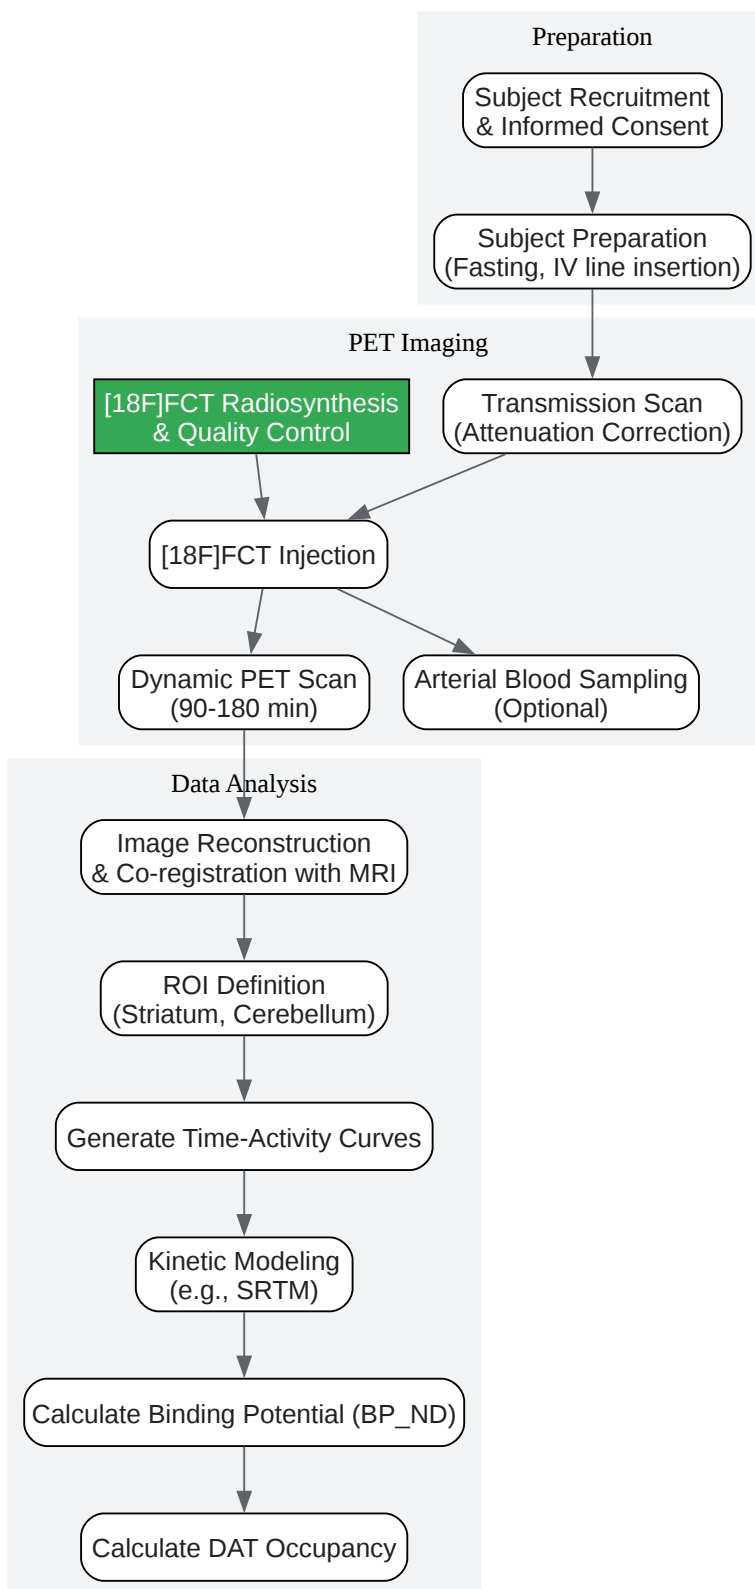 Preparation
Subject Recruitment
& Informed Consent
Subject Preparation
(Fasting, IV line insertion)
PET Imaging
[18F]FCT Radiosynthesis
& Quality Control
Transmission Scan
(Attenuation Correction)
[18F]FCT Injection
Dynamic PET Scan
(90-180 min)
Arterial Blood Sampling
(Optional)
Data Analysis
Image Reconstruction
& Co-registration with MRI
ROI Definition
(Striatum, Cerebellum)
Generate Time-Activity Curves
Kinetic Modeling
(e.g., SRTM)
Calculate Binding Potential (BP_ND)
Calculate DAT Occupancy